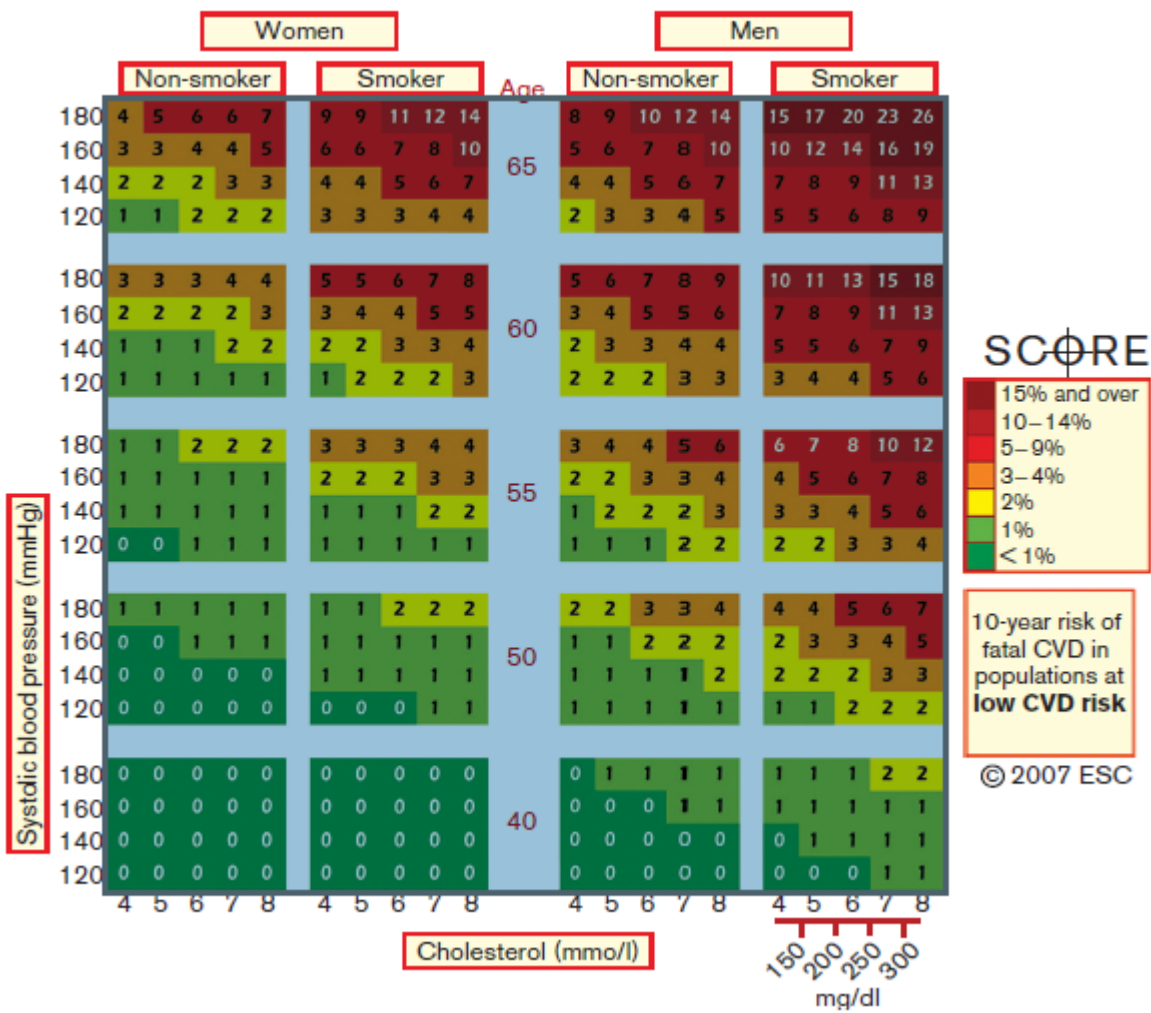 Women Men
Non-smoker Smoker Age Non-smoker Smoker
180 4 5 6 6 7 9 9 11 12 14 8 9 10 12 14 15 17 20 23 26
160 3 3 4 4 5 6 6 7 8 10 5 6 7 8 10 10 12 14 16 19
65
140 2 2 2 3 3 4 4 5 6 7 4 4 5 6 7 7 8 9 11 13
120 1 1 2 2 2 3 3 3 4 4 2 3 3 4 5 5 5 6 8 9
180 3 3 3 4 4 5 5 6 7 8 5 6 7 8 9 10 11 13 15 18
160 2 2 2 2 3 3 4 4 5 5 3 4 5 5 6 7 8 9 11 13
60
140 1 1 1 2 2 2 2 3 3 4 2 3 3 4 4 5 5 6 7 9
120 1 1 1 1 1 1 2 2 2 3 2 2 2 3 3 3 4 4 5 6
180 1 1 2 2 2 3 3 3 4 4 3 4 4 5 6 6 7 8 10 12
160 1 1 1 1 1 2 2 2 3 3 2 2 3 3 4 4 5 6 7 8
55
140 1 1 1 1 1 1 1 1 2 2 1 2 2 2 3 3 3 4 5 6
120 0 0 1 1 1 1 1 1 1 1 1 1 1 2 2 2 2 3 3 4
180 1 1 1 1 1 1 1 2 2 2 2 2 3 3 4 4 4 5 6 7
160 0 0 1 1 1 1 1 1 1 1 1 1 2 2 2 2 3 3 4 5
50
140 0 0 0 0 0 1 1 1 1 1 1 1 1 1 2 2 2 2 3 3
120 0 0 0 0 0 0 0 0 1 1 1 1 1 1 1 1 1 2 2 2
180 0 0 0 0 0 0 0 0 0 0 0 1 1 1 1 1 1 1 2 2
160 0 0 0 0 0 0 0 0 0 0 0 0 0 1 1 1 1 1 1 1
40
140 0 0 0 0 0 0 0 0 0 0 0 0 0 0 0 0 1 1 1 1
120 0 0 0 0 0 0 0 0 0 0 0 0 0 0 0 0 0 0 1 1
4 5 6 7 8 4 5 6 7 8 4 5 6 7 8 4 5 6 7 8
Systdic blood pressure (mmHg)
Cholesterol (mmo/l)
150 200 250 300
mg/dl
SCORE
15% and over
10–14%
5–9%
3–4%
2%
1%
<1%
10-year risk of
fatal CVD in
populations at
low CVD risk
© 2007 ESC